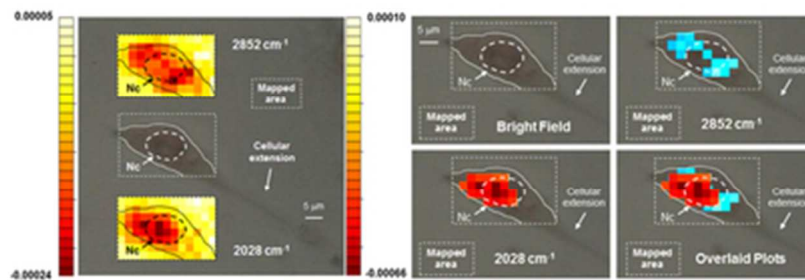 0.00005
-0.00024
2852 cm-1
Nc
Mapped
area
Cellular
extension
Nc
5 μm
Nc
2028 cm-1
0.00010
-0.00066
5 μm
Nc
Cellular
extension
Mapped
area
Bright Field
Nc
Cellular
extension
Mapped
area
2852 cm-1
Nc
Cellular
extension
Mapped
area
2028 cm-1
Nc
Cellular
extension
Mapped
area
Overlaid Plots